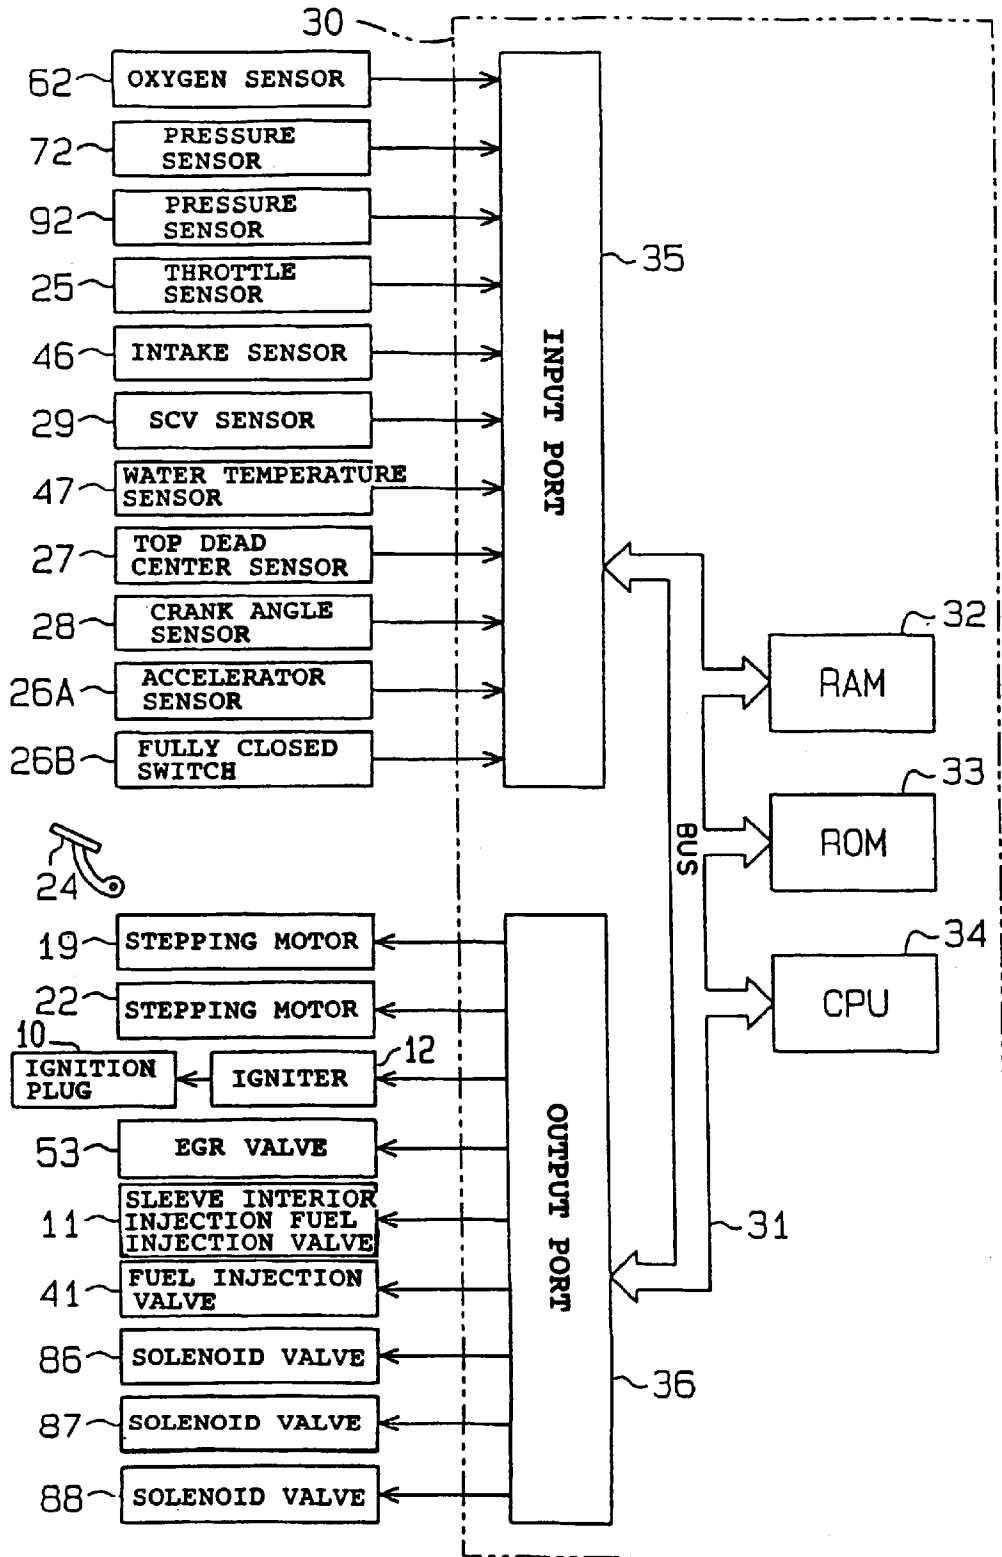 30
62 OXYGEN SENSOR
72 PRESSURE
SENSOR
92 PRESSURE
SENSOR
25 THROTTLE
SENSOR
35
46 INTAKE SENSOR
29 SCV SENSOR
47 WATER TEMPERATURE
SENSOR
27 TOP DEAD
CENTER SENSOR
28 CRANK ANGLE
SENSOR
26A ACCELERATOR
SENSOR
26B FULLY CLOSED
SWITCH
INPUT PORT
32
RAM
33
ROM
BUS
34
CPU
24
19 STEPPING MOTOR
22 STEPPING MOTOR
10 IGNITION
PLUG
12
IGNITER
53 EGR VALVE
11 SLEEVE INTERIOR
INJECTION FUEL
INJECTION VALVE
41 FUEL INJECTION
VALVE
86 SOLENOID VALVE
87 SOLENOID VALVE
88 SOLENOID VALVE
OUTPUT PORT
31
36